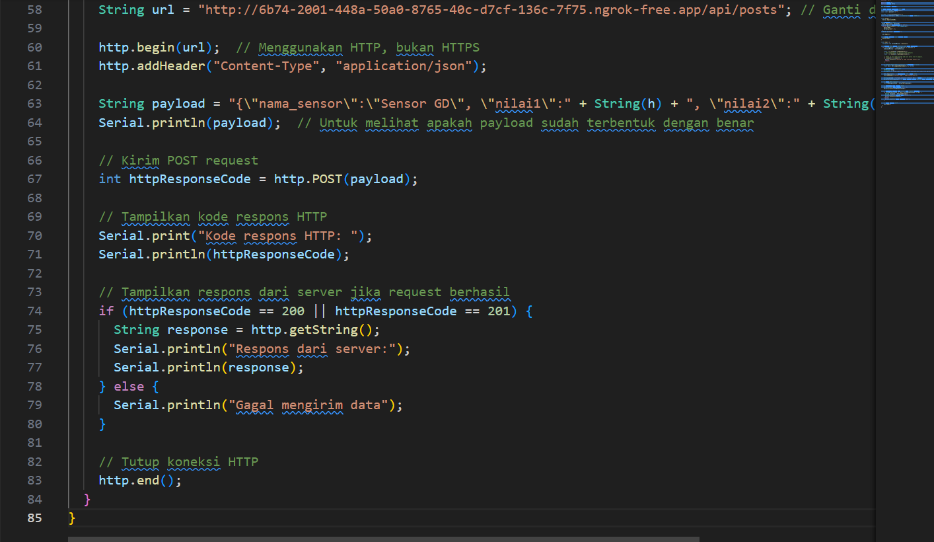 58 String url = "http://6b74-2001-448a-50a0-8765-40c-d7cf-136c-7f75.ngrok-free.app/api/posts"; // Ganti d
59
60 http.begin(url);  // Menggunakan HTTP, bukan HTTPS
61 http.addHeader("Content-Type", "application/json");
62
63 String payload = "{\"nama_sensor\":\"Sensor GD\", \"nilai1\":" + String(h) + ", \"nilai2\":" + String(
64 Serial.println(payload);  // Untuk melihat apakah payload sudah terbentuk dengan benar
65
66 // Kirim POST request
67 int httpResponseCode = http.POST(payload);
68
69 // Tampilkan kode respons HTTP
70 Serial.print("Kode respons HTTP: ");
71 Serial.println(httpResponseCode);
72
73 // Tampilkan respons dari server jika request berhasil
74 if (httpResponseCode == 200 || httpResponseCode == 201) {
75 String response = http.getString();
76 Serial.println("Respons dari server:");
77 Serial.println(response);
78 } else {
79 Serial.println("Gagal mengirim data");
80 }
81
82 // Tutup koneksi HTTP
83 http.end();
84 }
85 }